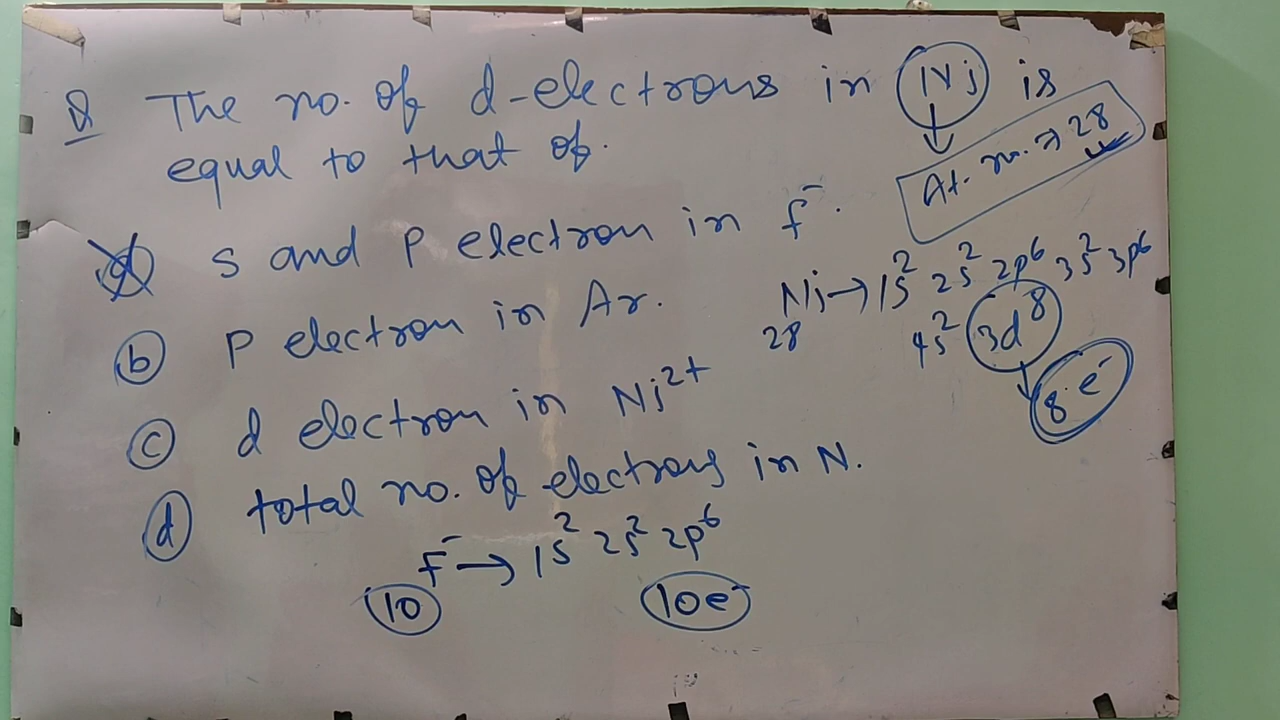 Q The no. of d-electrons in Ni is
equal to that of.
At. no. → 28
a s and p electron in F⁻.
b p electron in Ar.
c d electron in Ni²⁺
d total no. of electrons in N.
Ni → 1s² 2s² 2p⁶ 3s² 3p⁶
28 4s² 3d⁸
8 e⁻
F⁻ → 1s² 2s² 2p⁶
10 10e⁻